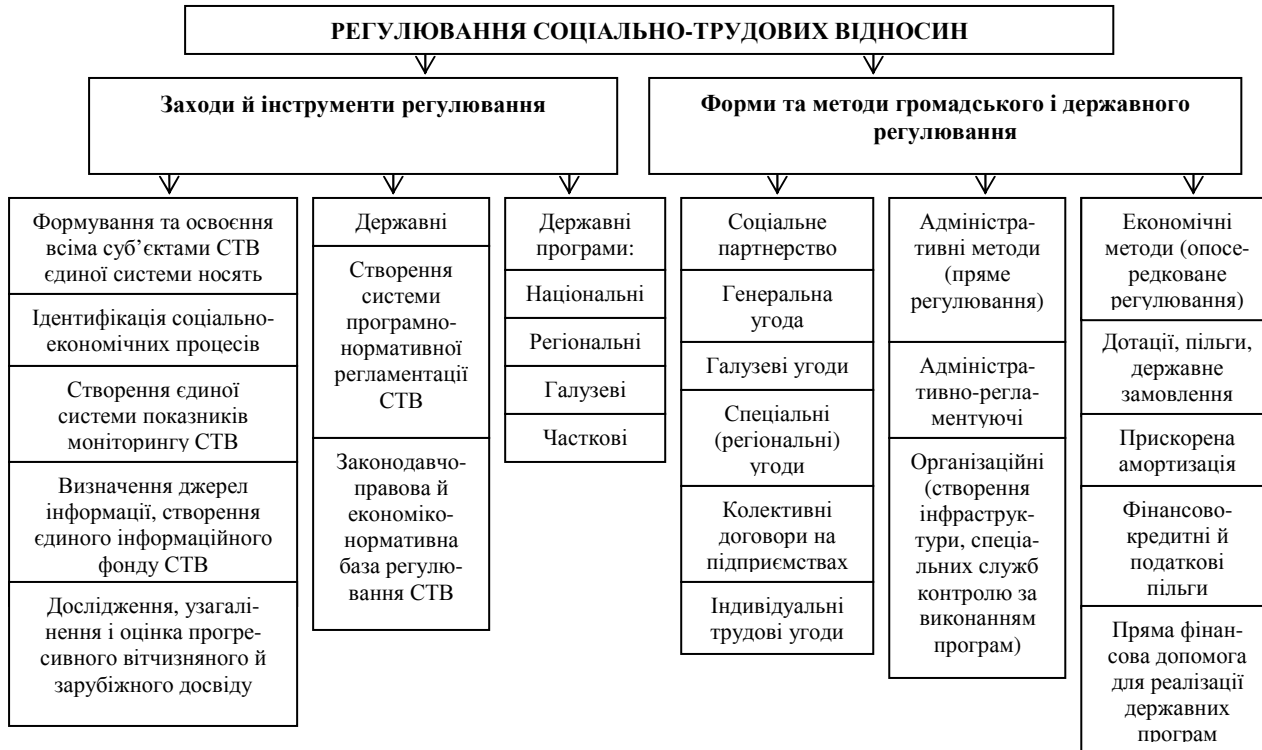 РЕГУЛЮВАННЯ СОЦІАЛЬНО-ТРУДОВИХ ВІДНОСИН
Заходи й інструменти регулювання
Форми та методи громадського і державного
регулювання
Формування та освоєння
всіма суб’єктами СТВ
єдиної системи носять
Ідентифікація соціально-
економічних процесів
Створення єдиної
системи показників
моніторингу СТВ
Визначення джерел
інформації, створення
єдиного інформаційного
фонду СТВ
Дослідження, узагалі-
нення і оцінка прогре-
сивного вітчизняного й
зарубіжного досвіду
Державні
Створення
системи
програмно-
нормативної
регламентації
СТВ
Законодавчо-
правова й
економіко-
нормативна
база регулю-
вання СТВ
Державні
програми:
Національні
Регіональні
Галузеві
Часткові
Соціальне
партнерство
Генеральна
угода
Галузеві угоди
Спеціальні
(регіональні)
угоди
Колективні
договори на
підприємствах
Індивідуальні
трудові угоди
Адміністра-
тивні методи
(пряме
регулювання)
Адміністра-
тивно-регла-
ментуючі
Організаційні
(створення
інфраструк-
тури, спеціа-
льних служб
контролю за
виконанням
програм)
Економічні
методи (опосе-
редковане
регулювання)
Дотації, пільги,
державне
замовлення
Прискорена
амортизація
Фінансово-
кредитні й
податкові
пільги
Пряма фінан-
сова допомога
для реалізації
державних
програм